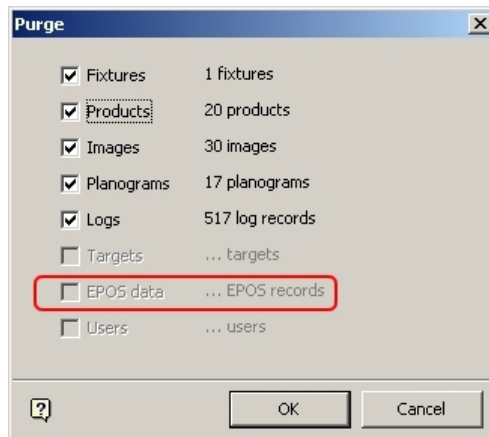 Purge
Fixtures 1 fixtures
Products 20 products
Images 30 images
Planograms 17 planograms
Logs 517 log records
Targets ... targets
EPOS data ... EPOS records
Users ... users
? OK Cancel